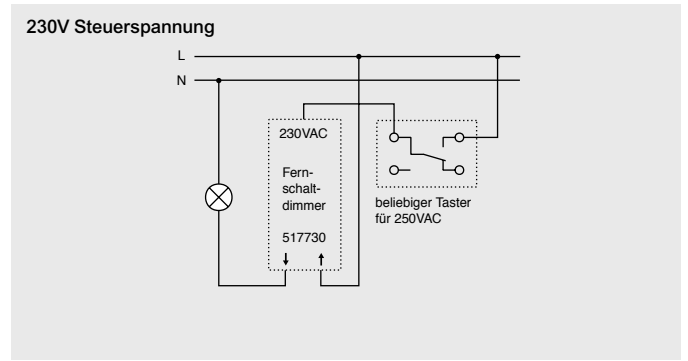 230V Steuerspannung
L
N
230VAC
Fern-
schalt-
dimmer
517730
beliebiger Taster
für 250VAC